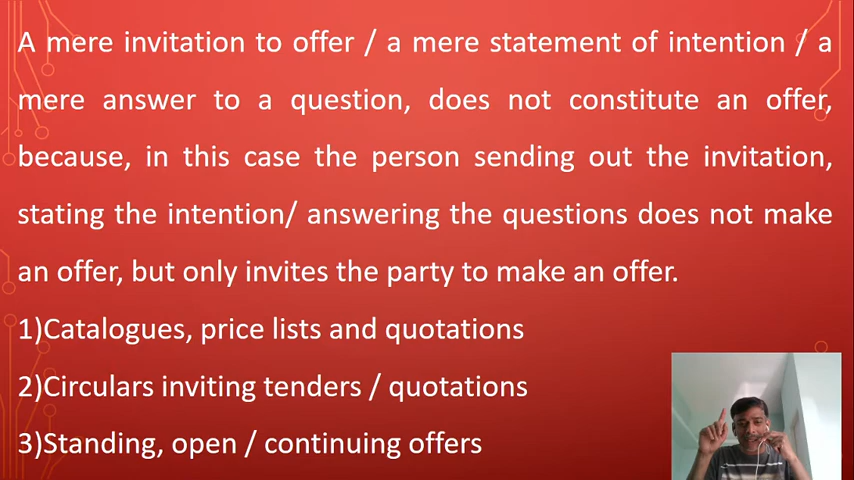 A mere invitation to offer / a mere statement of intention / a
mere answer to a question, does not constitute an offer,
because, in this case the person sending out the invitation,
stating the intention/ answering the questions does not make
an offer, but only invites the party to make an offer.
1)Catalogues, price lists and quotations
2)Circulars inviting tenders / quotations
3)Standing, open / continuing offers